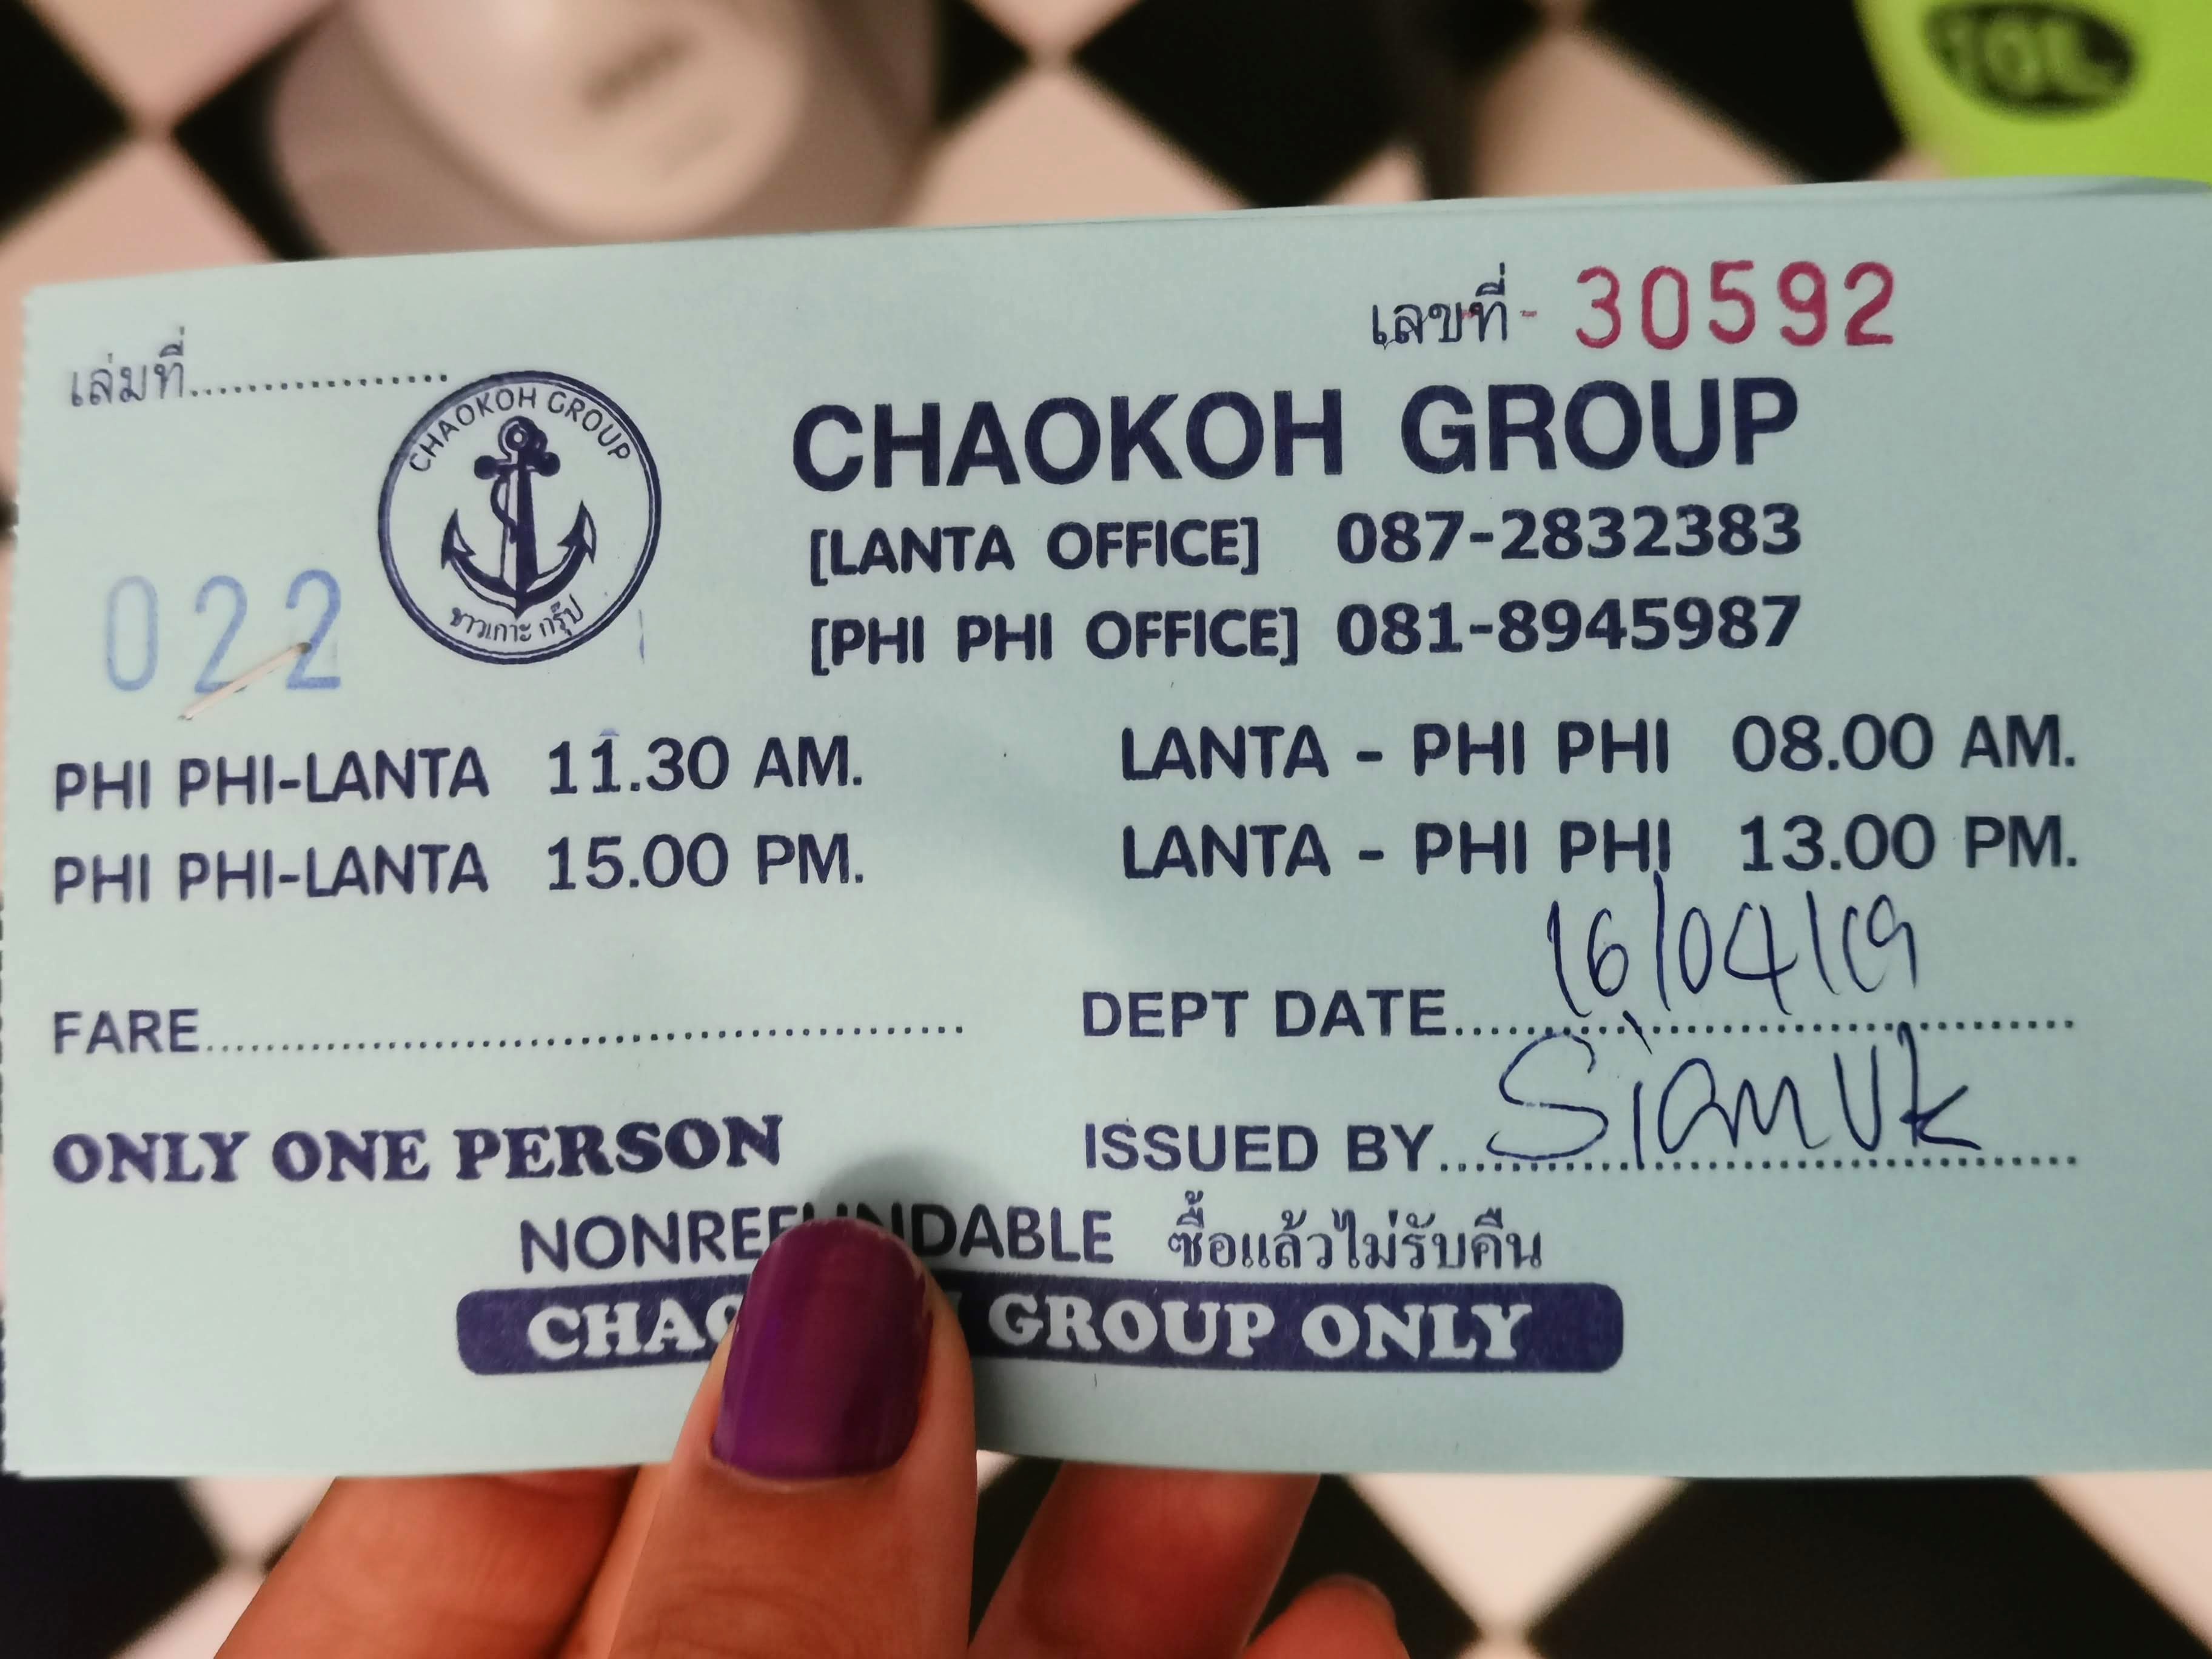 เลขที่ - 30592
เล่มที่
CHAOKOH GROUP
ชาวเกาะ กรุ๊ป
CHAOKOH GROUP
[LANTA OFFICE] 087-2832383
[PHI PHI OFFICE] 081-8945987
022
PHI PHI-LANTA 11.30 AM. LANTA - PHI PHI 08.00 AM.
PHI PHI-LANTA 15.00 PM. LANTA - PHI PHI 13.00 PM.
FARE DEPT DATE 16/04/19
ONLY ONE PERSON ISSUED BY
NONREFUNDABLE ซื้อแล้วไม่รับคืน
CHAOKOH GROUP ONLY